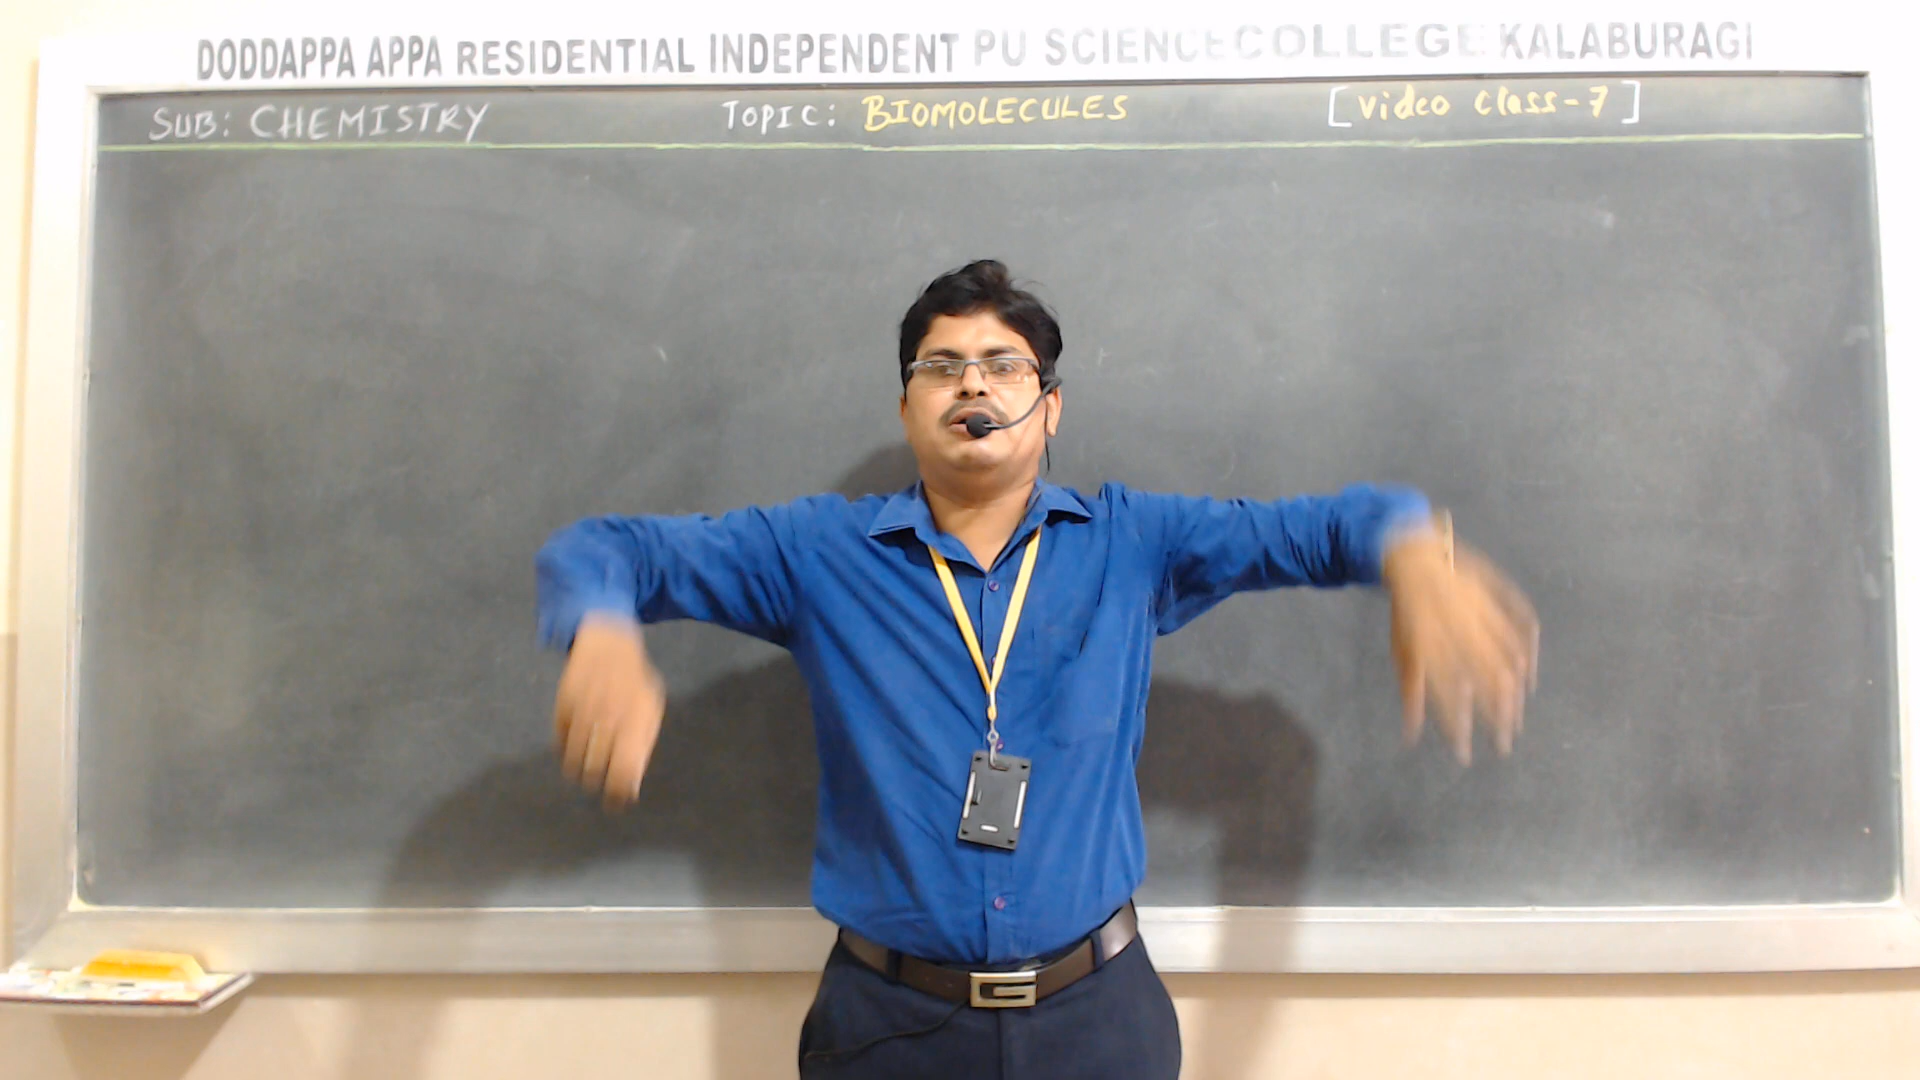 DODDAPPA APPA RESIDENTIAL INDEPENDENT PU SCIENCE COLLEGE KALABURAGI
SUB: CHEMISTRY TOPIC: BIOMOLECULES [Video Class-7]